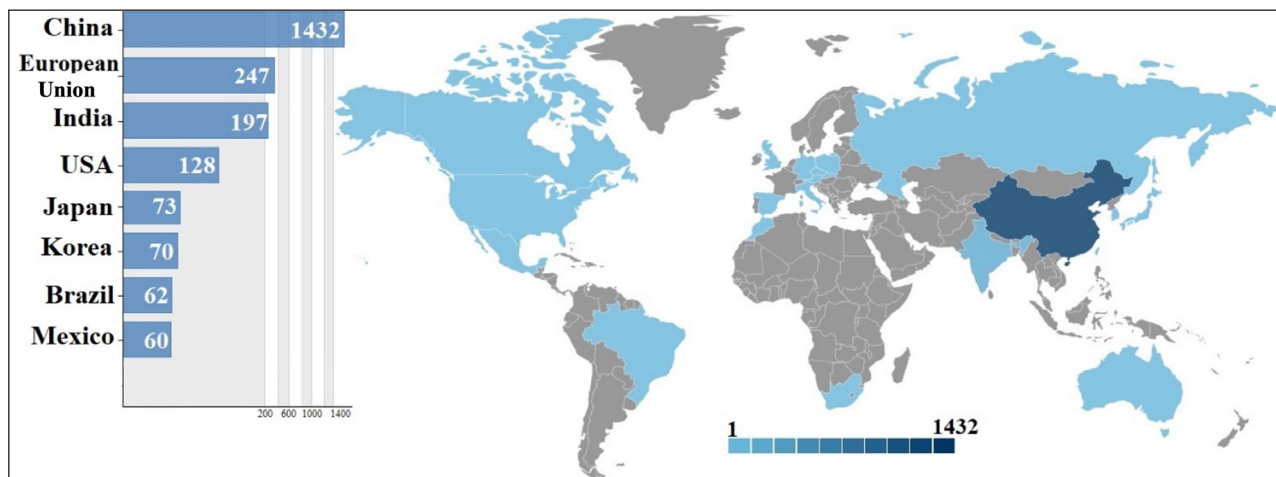 China 1432
European
Union 247
India 197
USA 128
Japan 73
Korea 70
Brazil 62
Mexico 60
200 600 1000 1400
1 1432